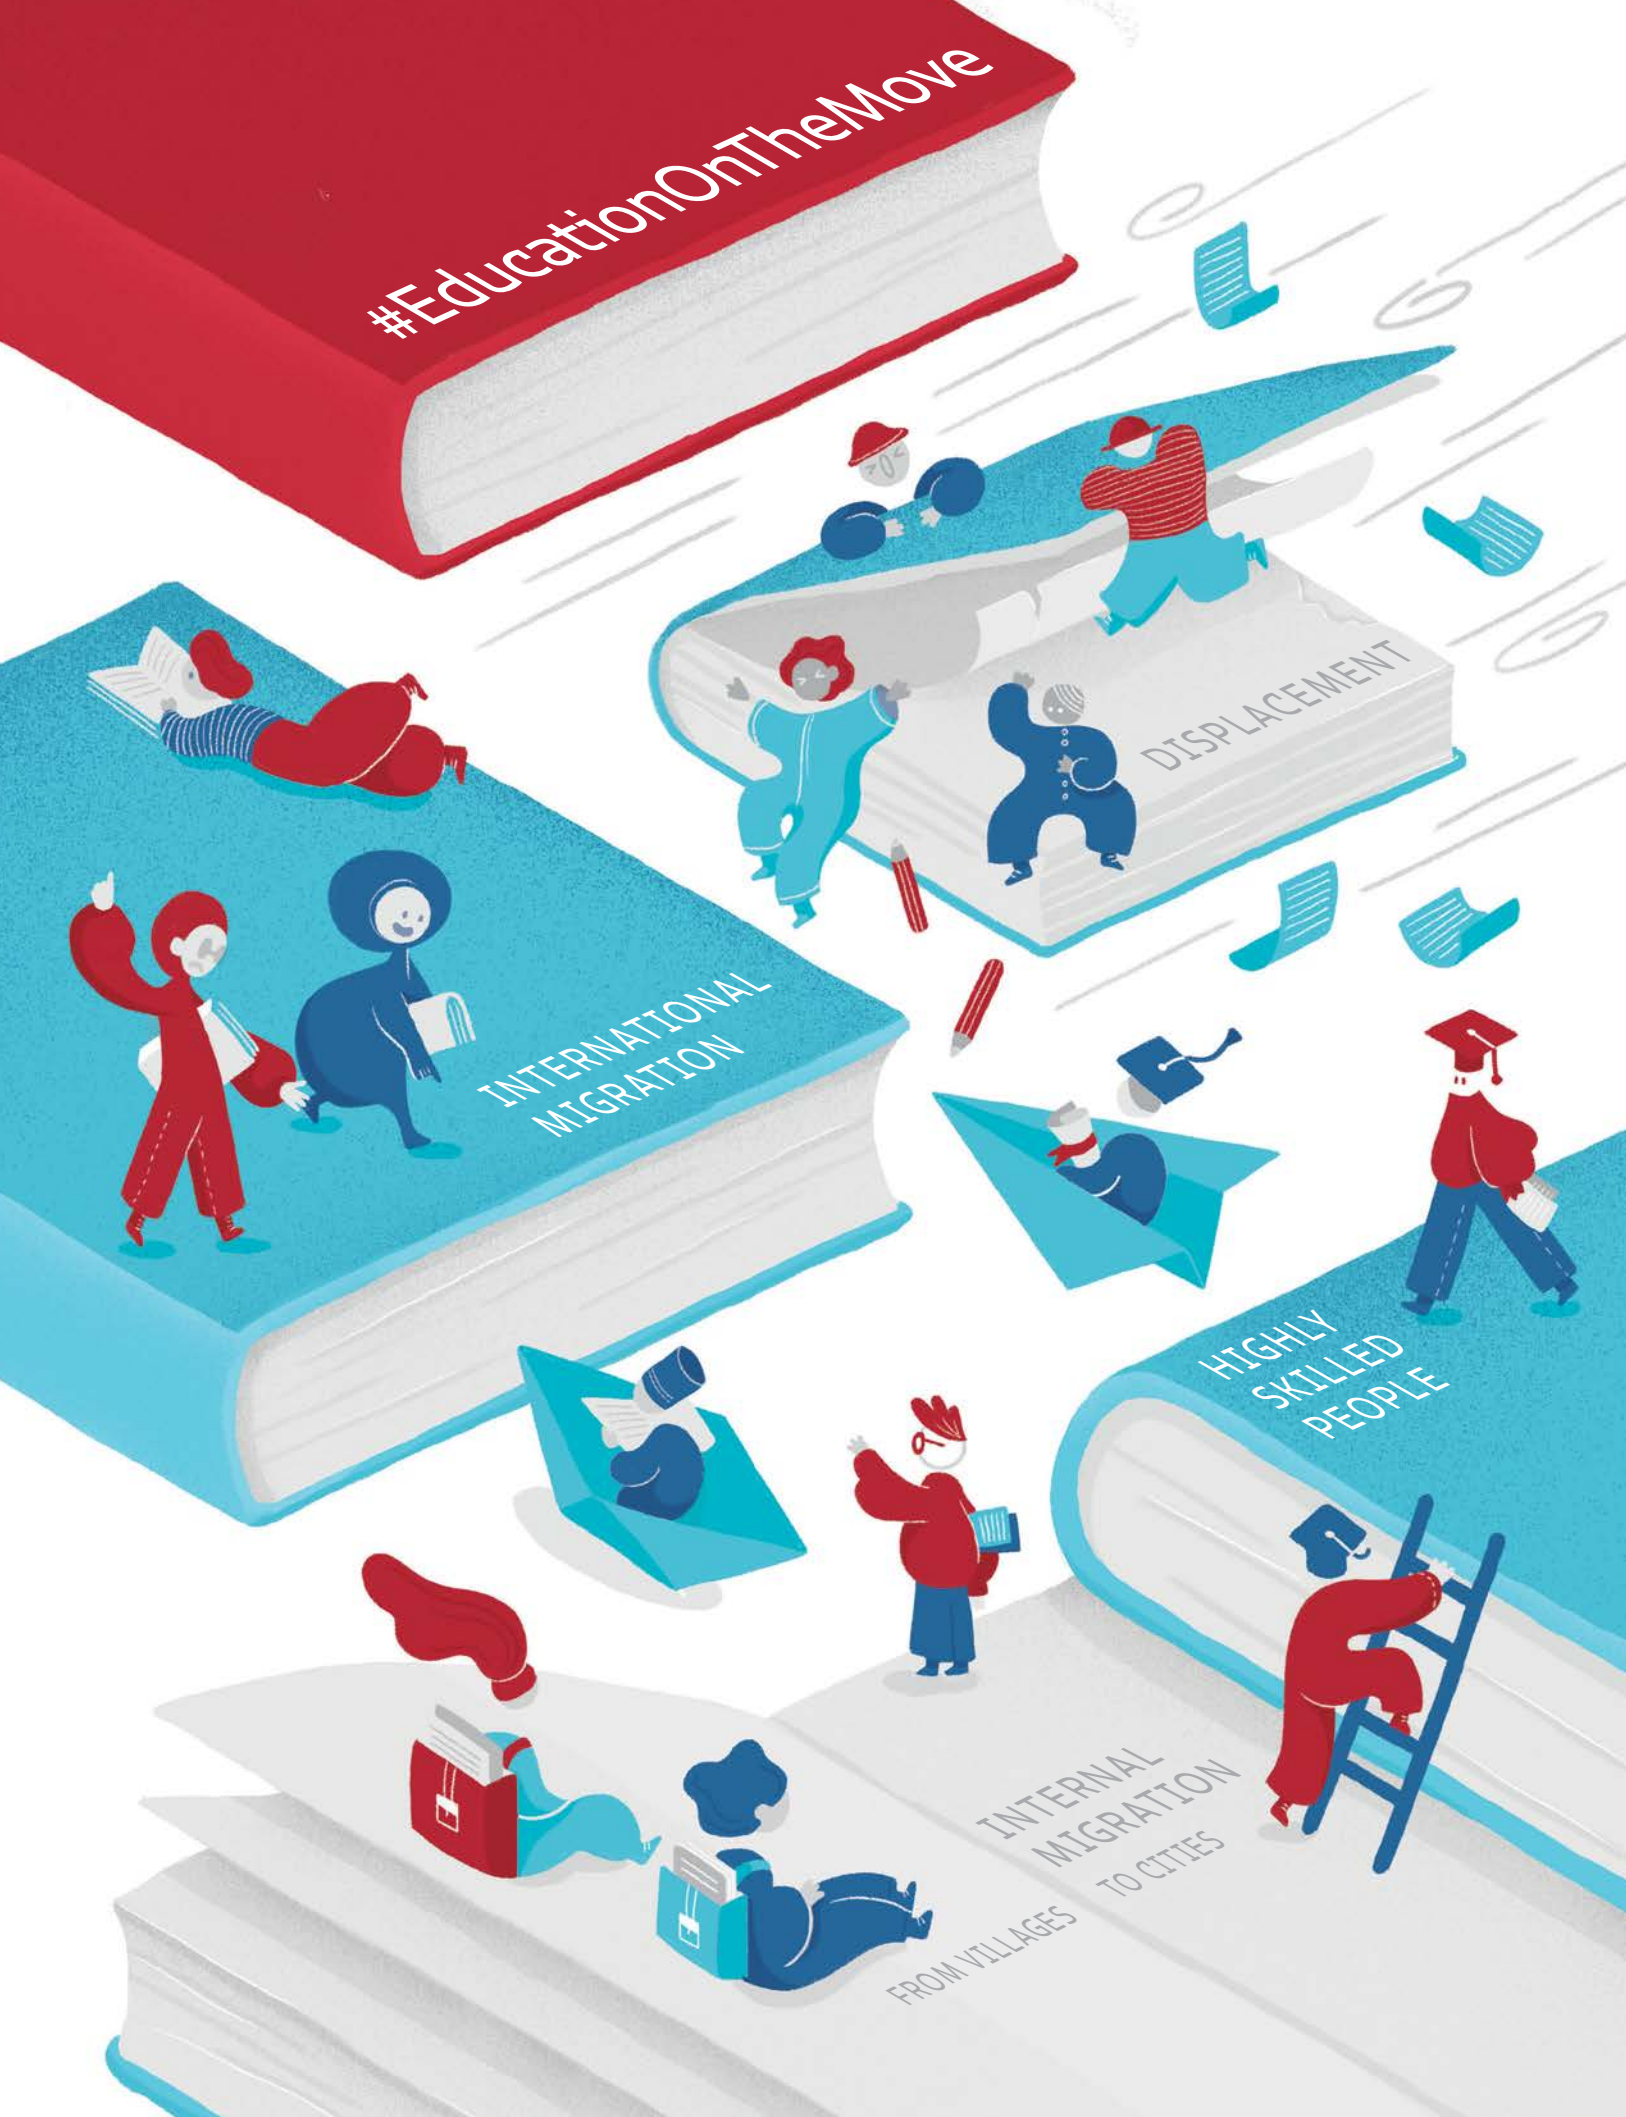 #EducationOnTheMove
DISPLACEMENT
INTERNATIONAL
MIGRATION
HIGHLY
SKILLED
PEOPLE
INTERNAL
MIGRATION
FROM VILLAGES TO CITIES